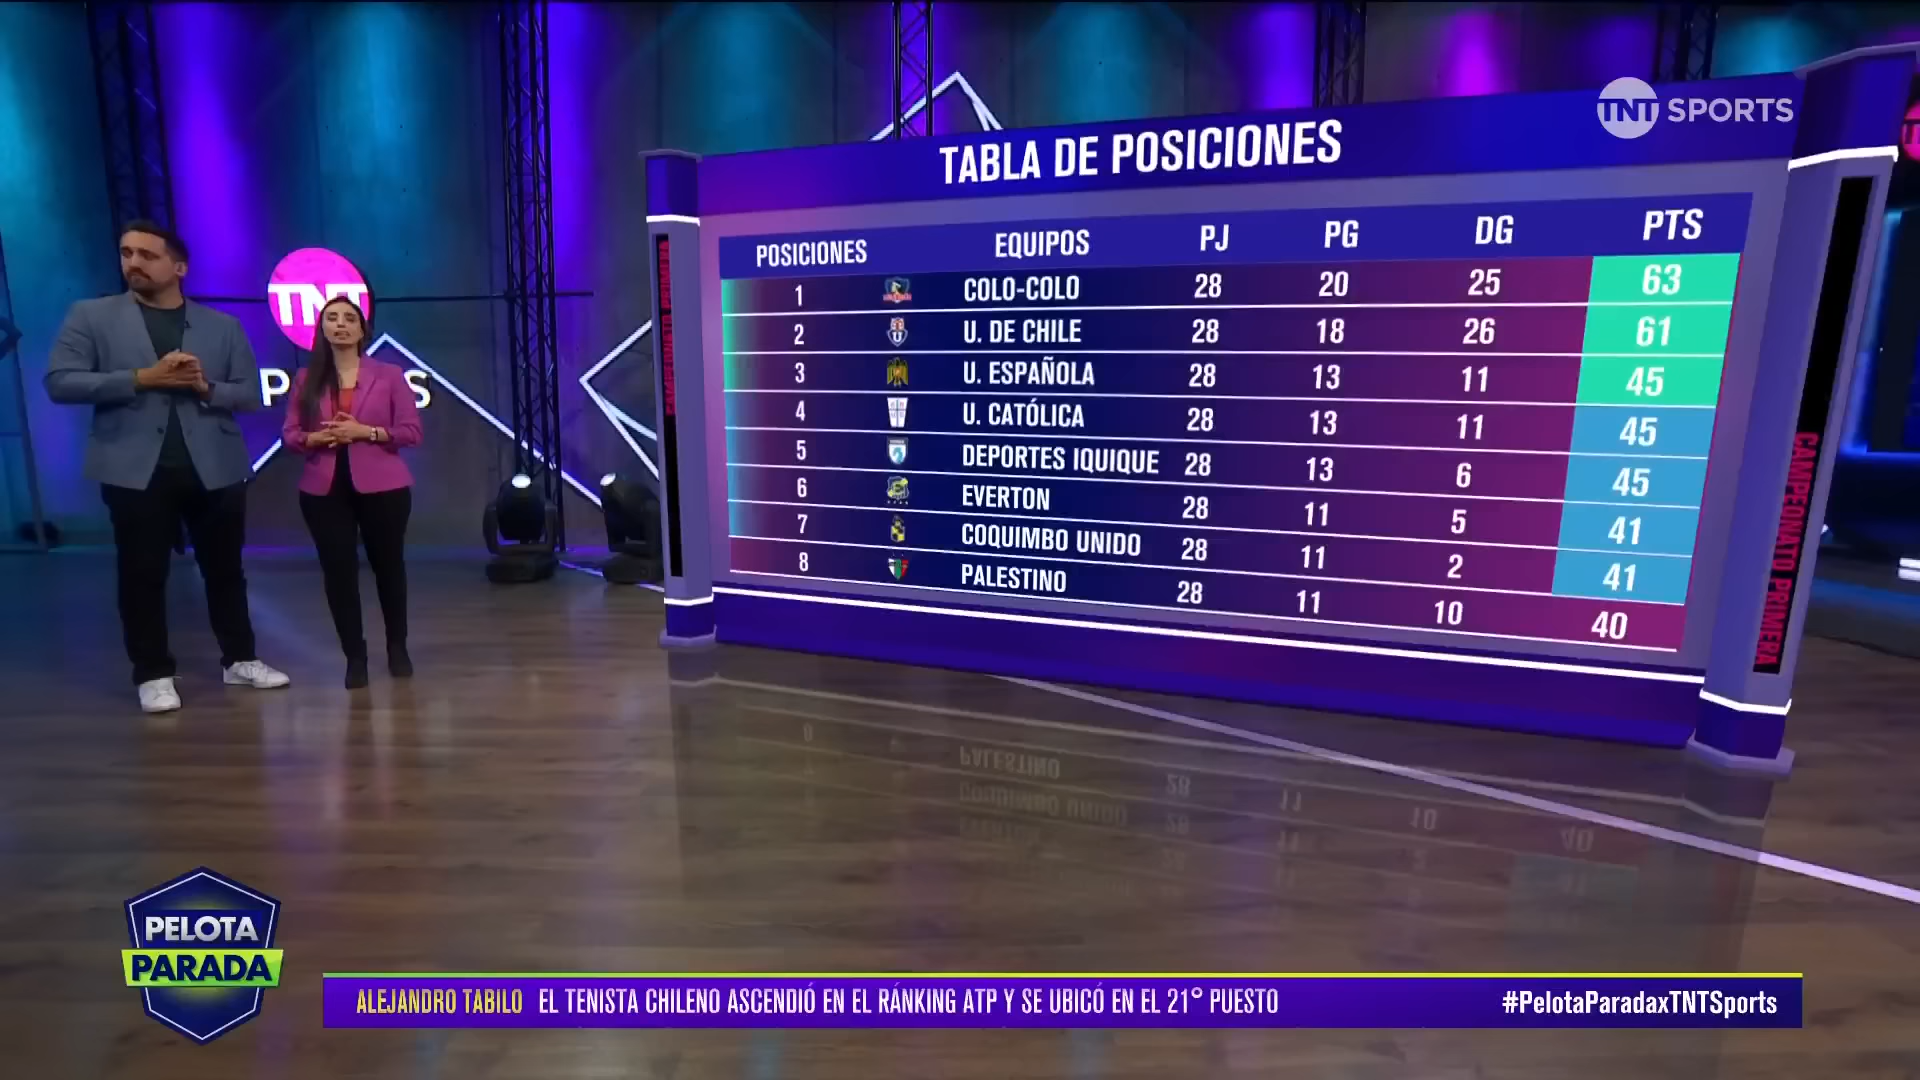 TNT SPORTS
TABLA DE POSICIONES
POSICIONES EQUIPOS PJ PG DG PTS
1 COLO-COLO 28 20 25 63
2 U. DE CHILE 28 18 26 61
3 U. ESPAÑOLA 28 13 11 45
4 U. CATÓLICA 28 13 11 45
5 DEPORTES IQUIQUE 28 13 6 45
6 EVERTON 28 11 5 41
7 COQUIMBO UNIDO 28 11 2 41
8 PALESTINO 28 11 10 40
CAMPEONATO PRIMERA
TNT
PELOTA
PARADA
ALEJANDRO TABILO EL TENISTA CHILENO ASCENDIÓ EN EL RÁNKING ATP Y SE UBICÓ EN EL 21° PUESTO
#PelotaParadaxTNTSports